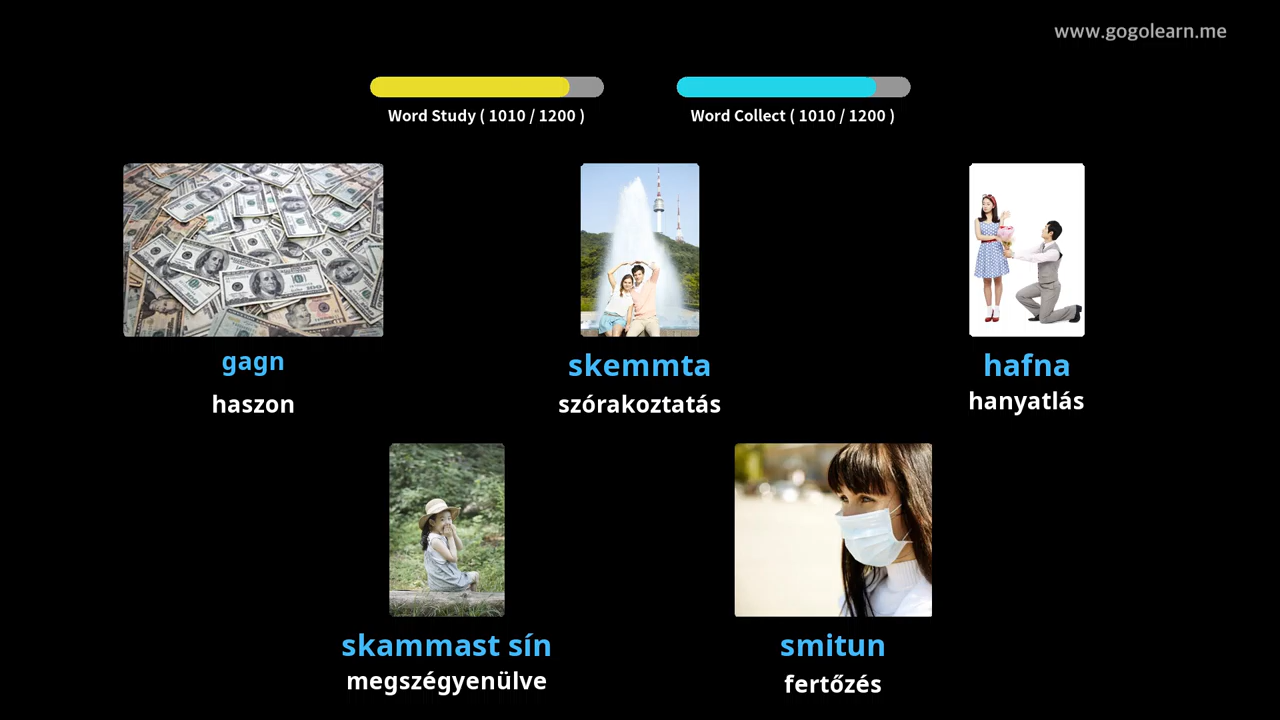 www.gogolearn.me
Word Study ( 1010 / 1200 )
Word Collect ( 1010 / 1200 )
gagn
haszon
skemmta
szórakoztatás
hafna
hanyatlás
skammast sín
megszégyenülve
smitun
fertőzés